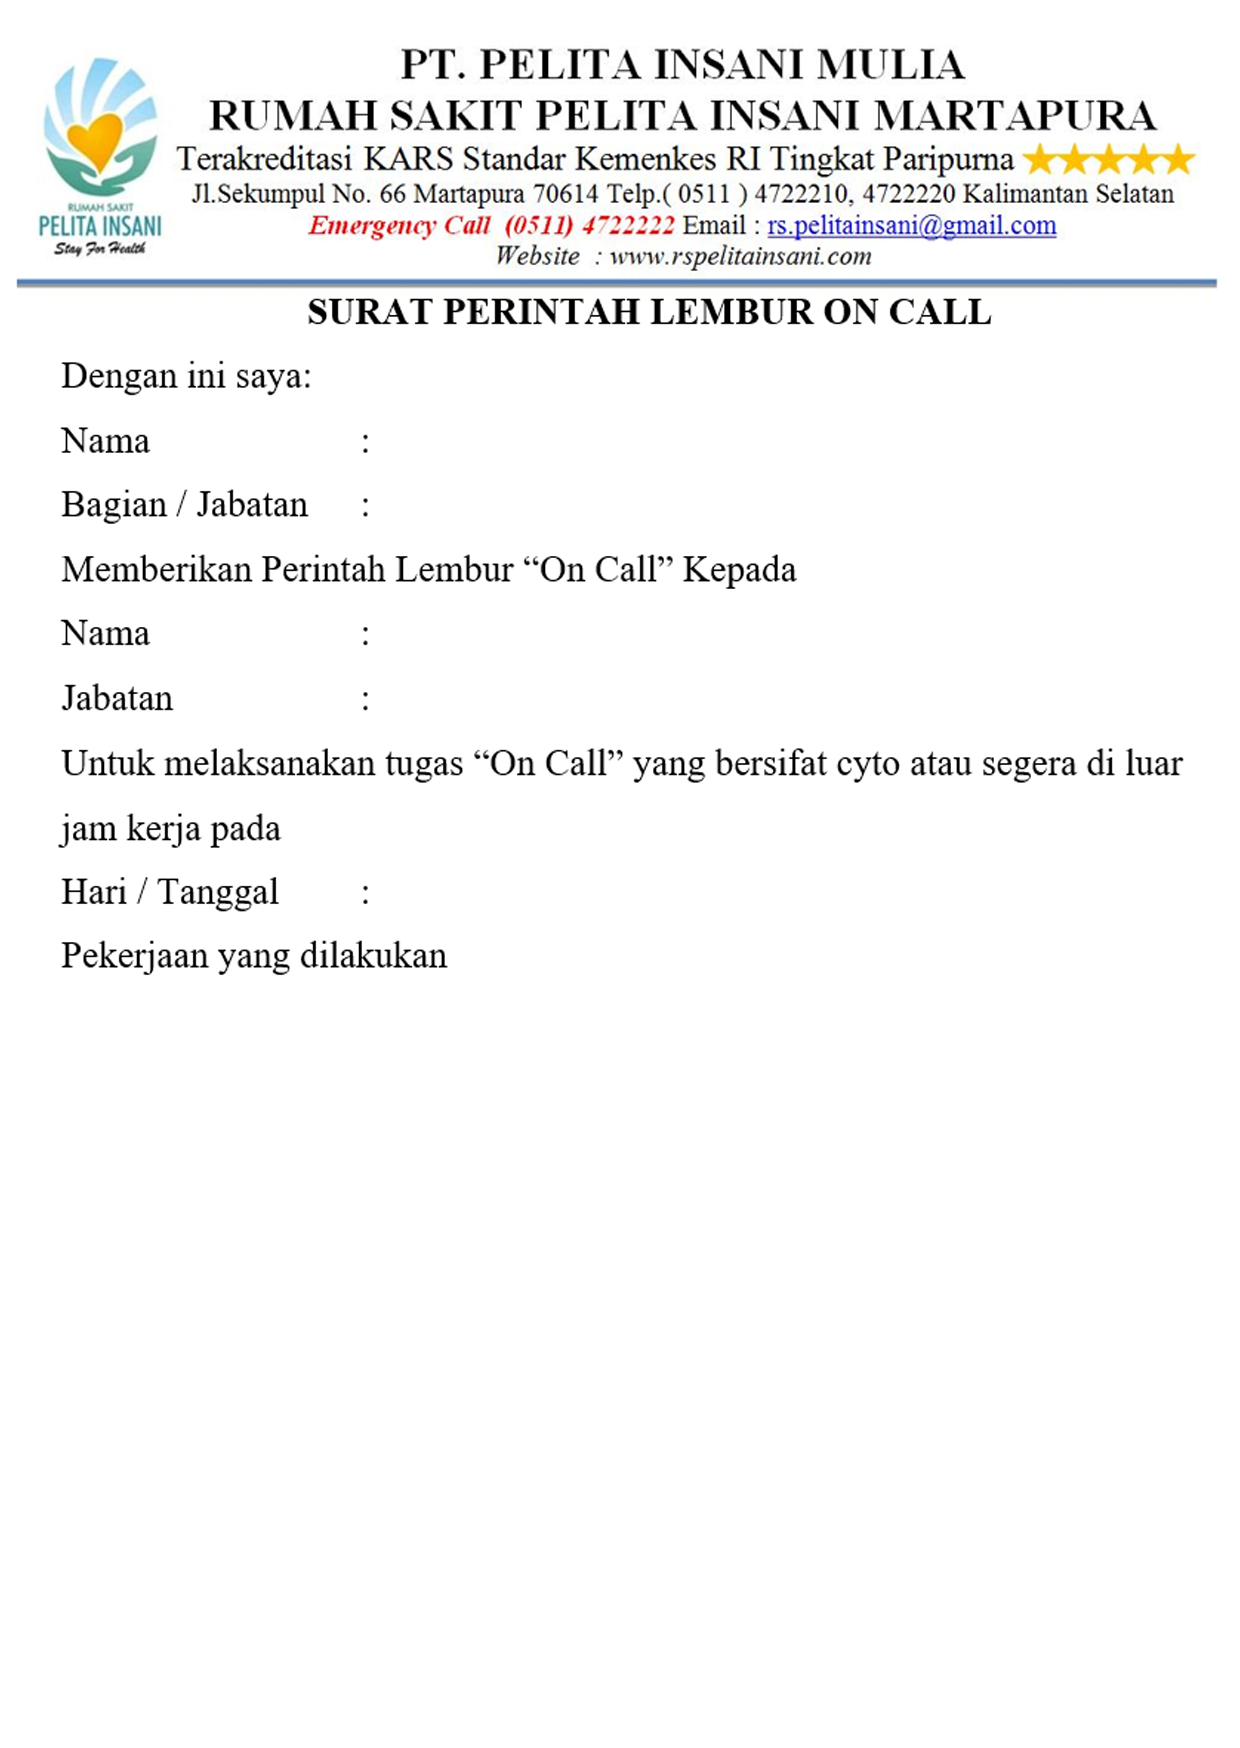 PT. PELITA INSANI MULIA
RUMAH SAKIT PELITA INSANI MARTAPURA
Terakreditasi KARS Standar Kemenkes RI Tingkat Paripurna
Jl.Sekumpul No. 66 Martapura 70614 Telp.( 0511 ) 4722210, 4722220 Kalimantan Selatan
Emergency Call (0511) 4722222 Email : rs.pelitainsani@gmail.com
Website : www.rspelitainsani.com
RUMAH SAKIT
PELITA INSANI
Stay For Health
SURAT PERINTAH LEMBUR ON CALL
Dengan ini saya:
Nama :
Bagian / Jabatan :
Memberikan Perintah Lembur “On Call” Kepada
Nama :
Jabatan :
Untuk melaksanakan tugas “On Call” yang bersifat cyto atau segera di luar
jam kerja pada
Hari / Tanggal :
Pekerjaan yang dilakukan